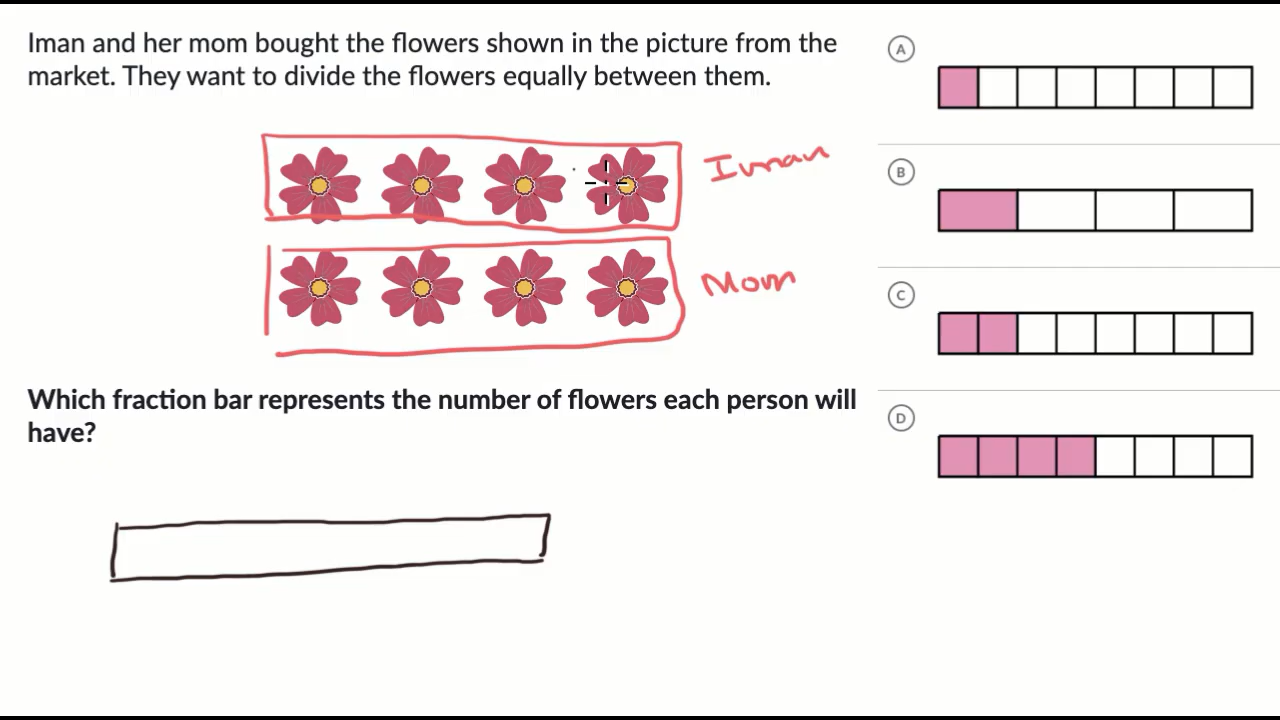 Iman and her mom bought the flowers shown in the picture from the
market. They want to divide the flowers equally between them.
Iman
Mom
Which fraction bar represents the number of flowers each person will
have?
A
B
C
D